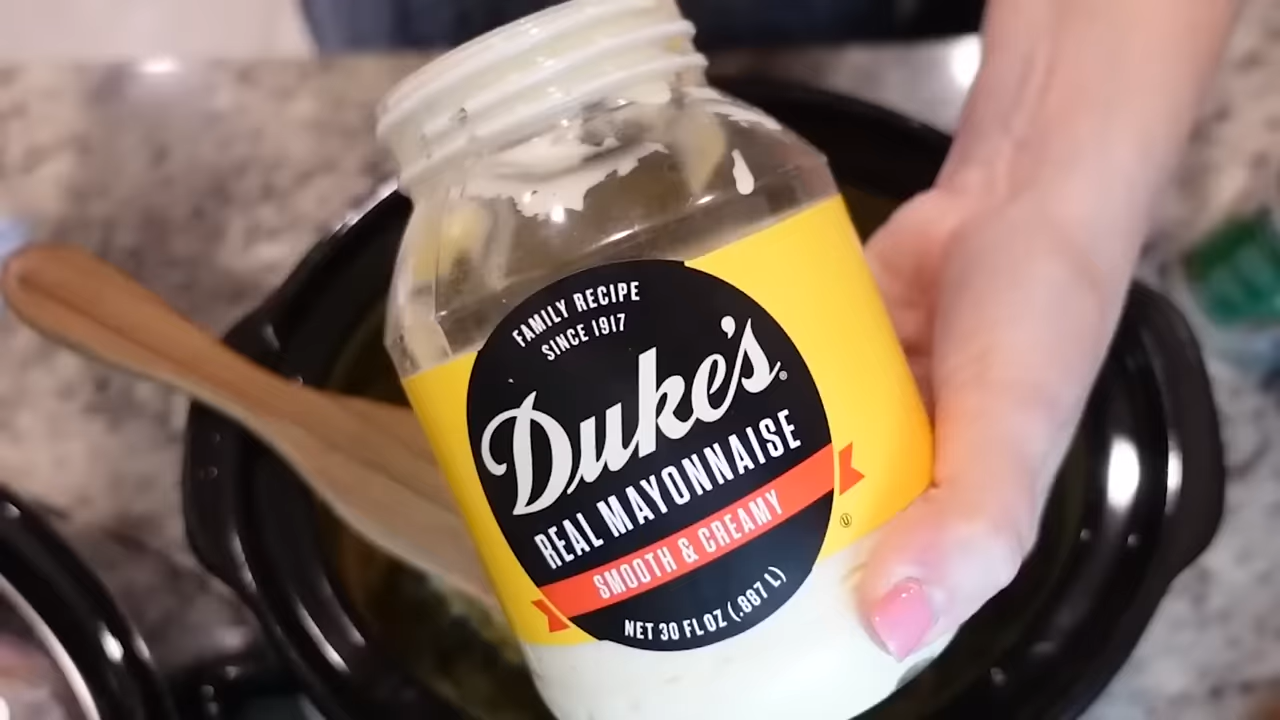 FAMILY RECIPE
SINCE 1917
Duke's®
REAL MAYONNAISE
SMOOTH & CREAMY
NET 30 FL OZ (.887 L)
U